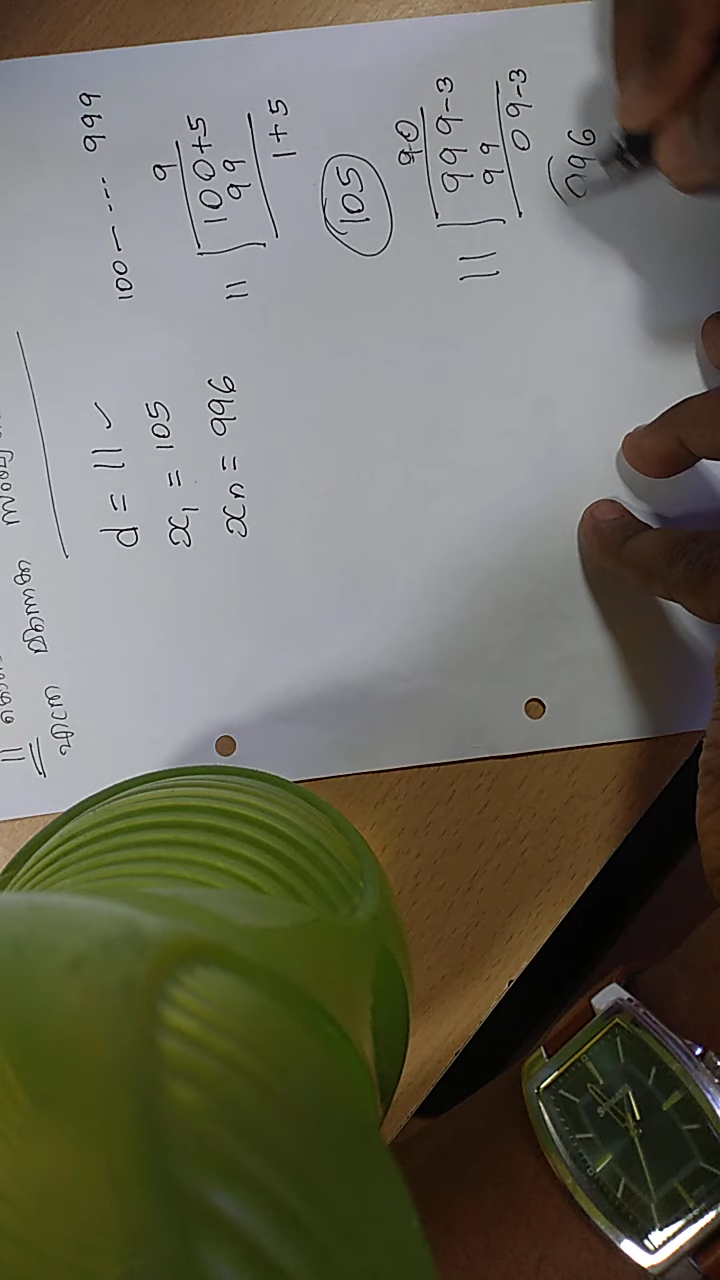 11
100 – --- 999
d = 11 ✓
x₁ = 105
xn = 996
9
11 100+5
99
1+5
105
90
11 999-3
99
09-3
996